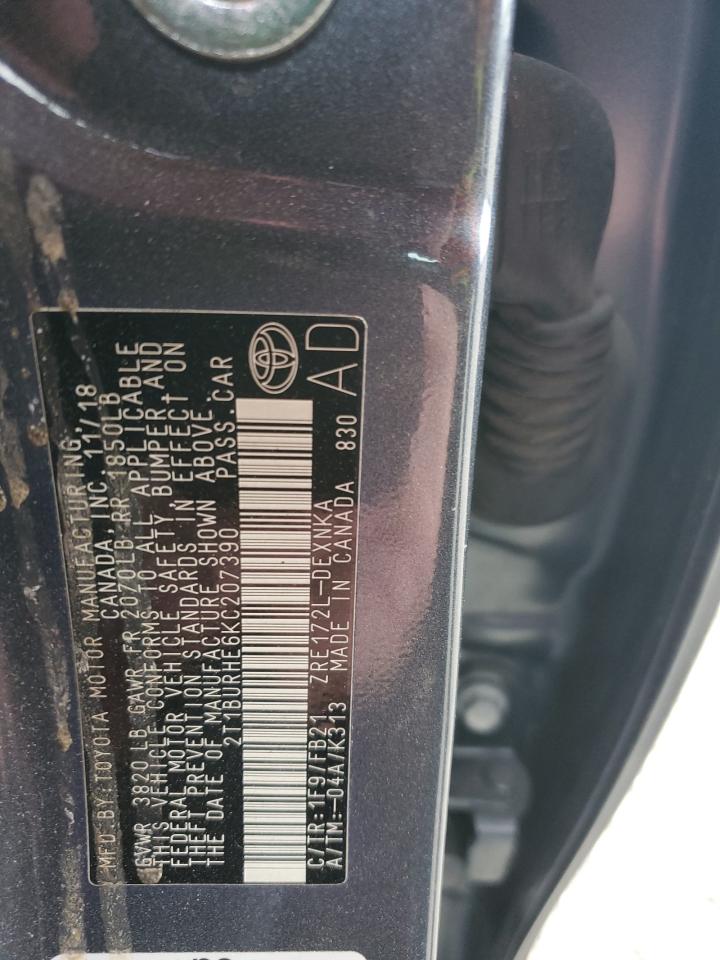 MFD BY:TOYOTA MOTOR MANUFACTURING,
CANADA, INC. 11/18
GVWR 3820LB GAWR FR 2070LB RR 1850LB
THIS VEHICLE CONFORMS TO ALL APPLICABLE
FEDERAL MOTOR VEHICLE SAFETY BUMPER AND
THEFT PREVENTION STANDARDS IN EFFECT ON
THE DATE OF MANUFACTURE SHOWN ABOVE.
2T1BURHE6KC207390 PASS.CAR
C/TR:1F9/FB21 ZRE172L-DEXNKA
A/TM:-04A/K313 MADE IN CANADA 830
AD